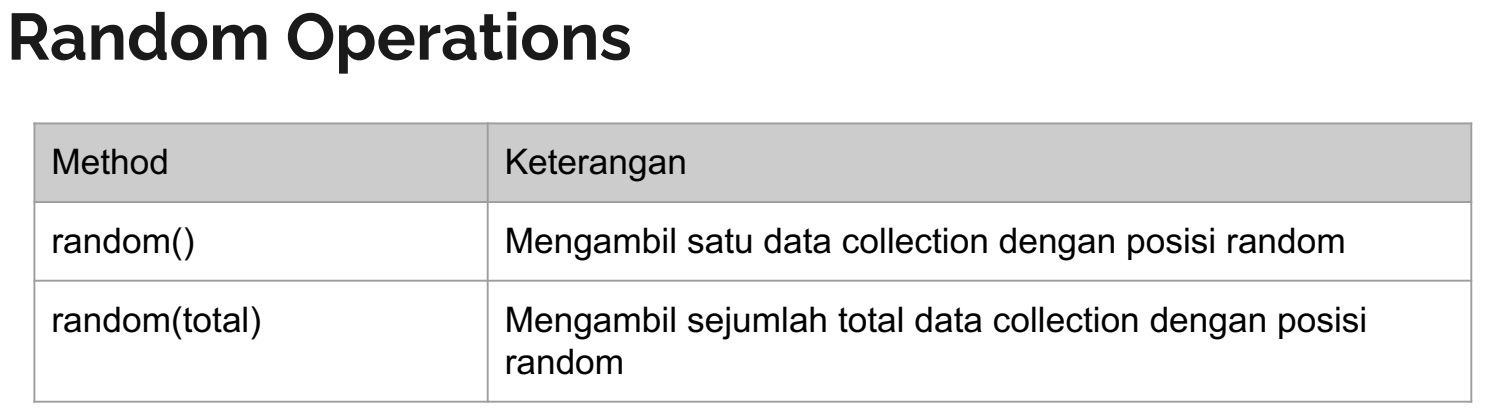 Random Operations
Method
Keterangan
random()
Mengambil satu data collection dengan posisi random
random(total)
Mengambil sejumlah total data collection dengan posisi
random